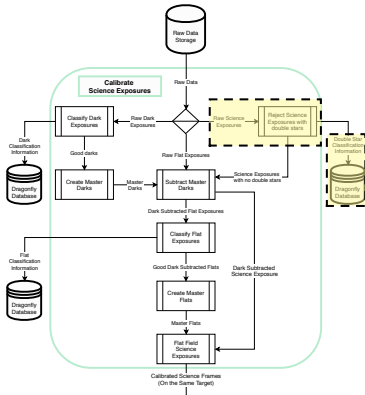 Raw Data
Storage
Calibrate
Science Exposures
Raw Data
Classify Dark
Exposures
Raw Dark
Exposures
Raw Science
Exposures
Reject Science
Exposures with
double stars
Dark
Classification
Information
Double Star
Classification
Information
Good darks
Raw Flat Exposures
Dragonfly
Database
Create Master
Darks
Master
Darks
Subtract Master
Darks
Science Exposures
with no double stars
Dragonfly
Database
Dark Subtracted Flat Exposures
Classify Flat
Exposures
Flat
Classification
Information
Good Dark Subtracted Flats
Dark Subtracted
Science Exposure
Dragonfly
Database
Create Master
Flats
Master Flats
Flat Field
Science
Exposures
Calibrated Science Frames
(On the Same Target)